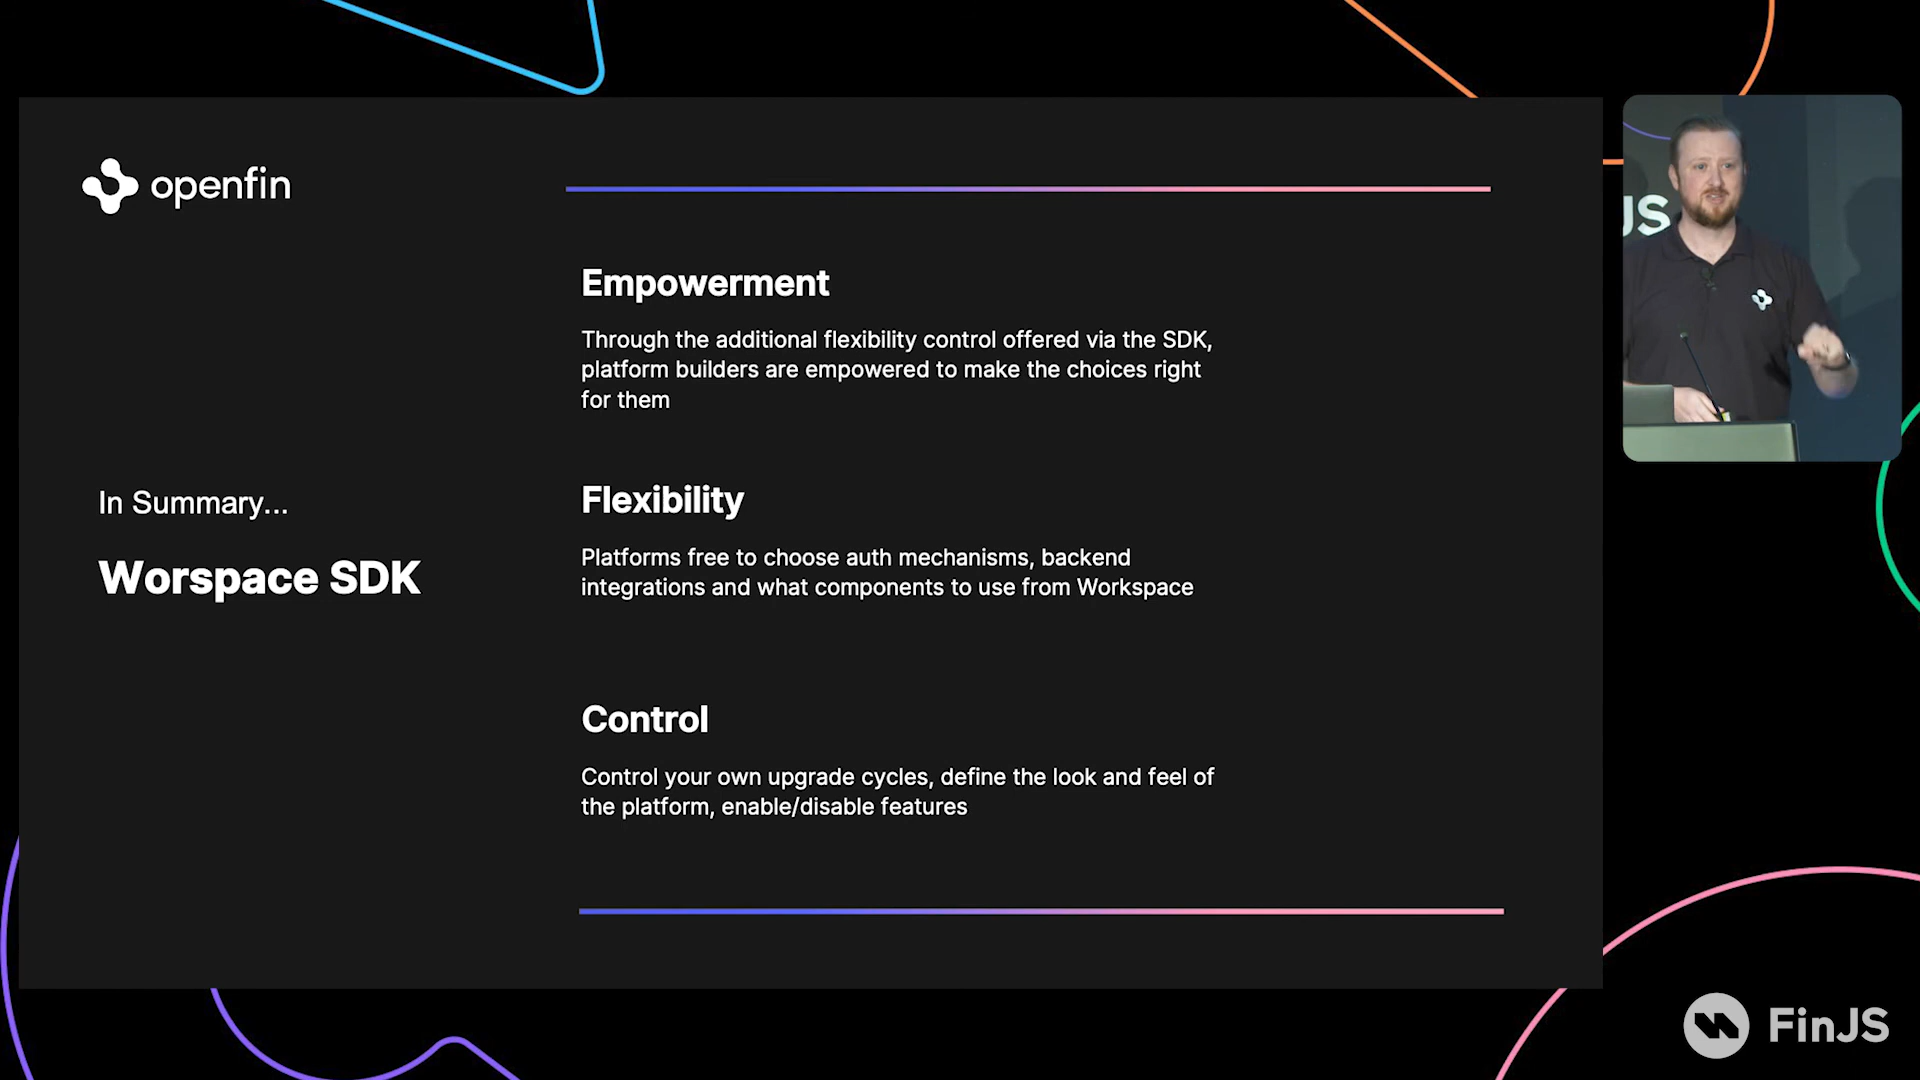 openfin
In Summary...
Worspace SDK
Empowerment
Through the additional flexibility control offered via the SDK,
platform builders are empowered to make the choices right
for them
Flexibility
Platforms free to choose auth mechanisms, backend
integrations and what components to use from Workspace
Control
Control your own upgrade cycles, define the look and feel of
the platform, enable/disable features
JS
FinJS